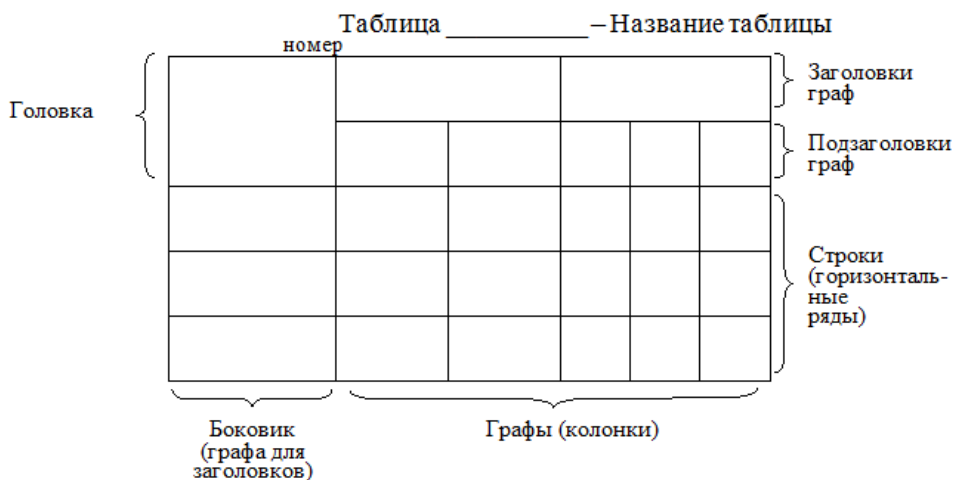 Таблица __________ – Название таблицы
номер
Заголовки
граф
Головка
Подзаголовки
граф
Строки
(горизонталь-
ные
ряды)
Боковик
(графа для
заголовков)
Графы (колонки)